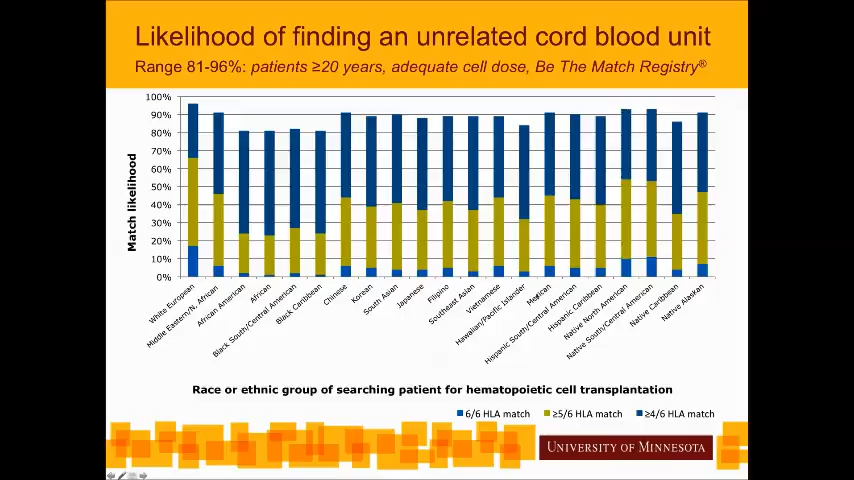 Likelihood of finding an unrelated cord blood unit
Range 81-96%: patients ≥20 years, adequate cell dose, Be The Match Registry®
100%
90%
80%
70%
60%
50%
40%
30%
20%
10%
0%
Match likelihood
White European
Middle Eastern/N. African
African American
African
Black South/Central American
Black Caribbean
Chinese
Korean
South Asian
Japanese
Filipino
Southeast Asian
Vietnamese
Hawaiian/Pacific Islander
Mexican
Hispanic South/Central American
Hispanic Caribbean
Native North American
Native South/Central American
Native Caribbean
Native Alaskan
Race or ethnic group of searching patient for hematopoietic cell transplantation
6/6 HLA match ≥5/6 HLA match ≥4/6 HLA match
UNIVERSITY OF MINNESOTA